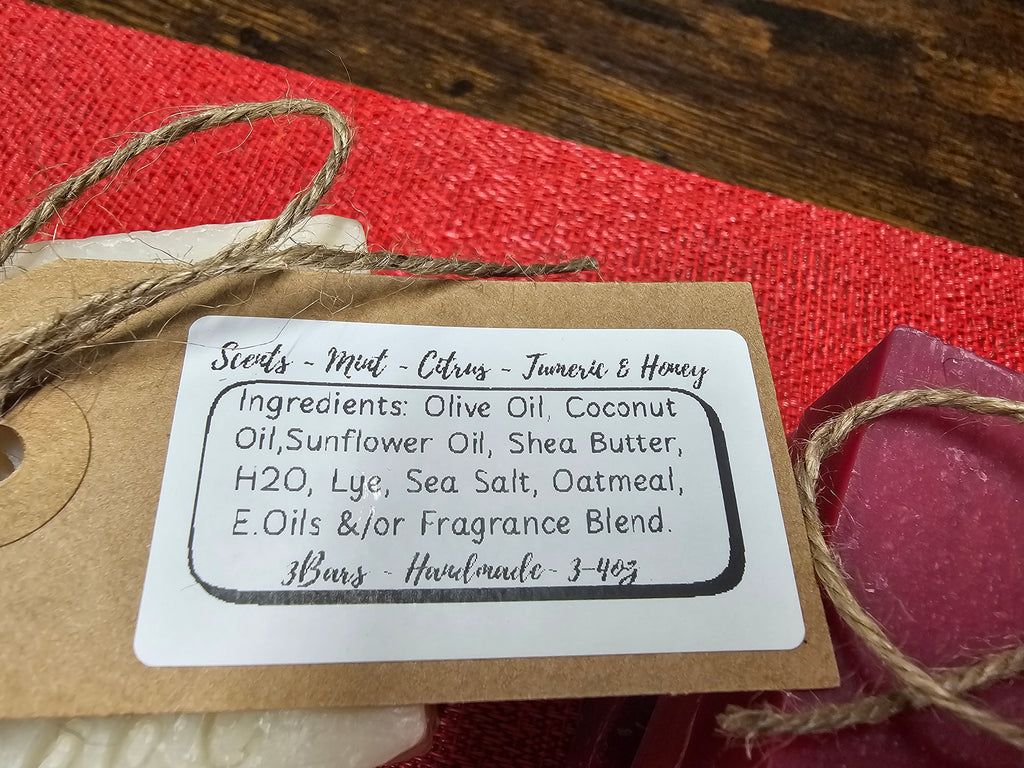 Scents - Mint - Citrus - Tumeric & Honey
Ingredients: Olive Oil, Coconut
Oil,Sunflower Oil, Shea Butter,
H2O, Lye, Sea Salt, Oatmeal,
E.Oils &/or Fragrance Blend.
3Bars - Handmade- 3-4oz